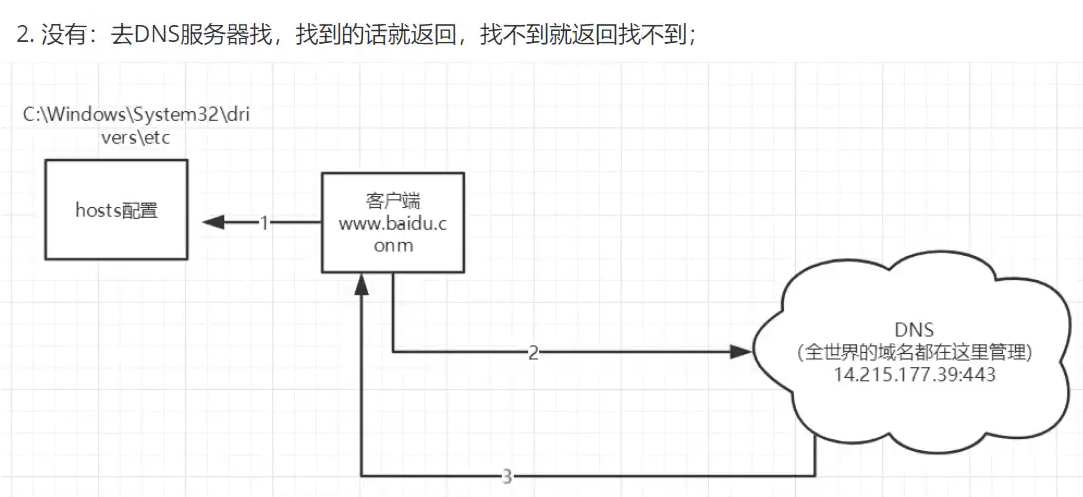 2. 没有：去DNS服务器找，找到的话就返回，找不到就返回找不到；
C:\Windows\System32\dri
vers\etc
hosts配置
1
客户端
www.baidu.c
onm
2
DNS
（全世界的域名都在这里管理)
14.215.177.39:443
3